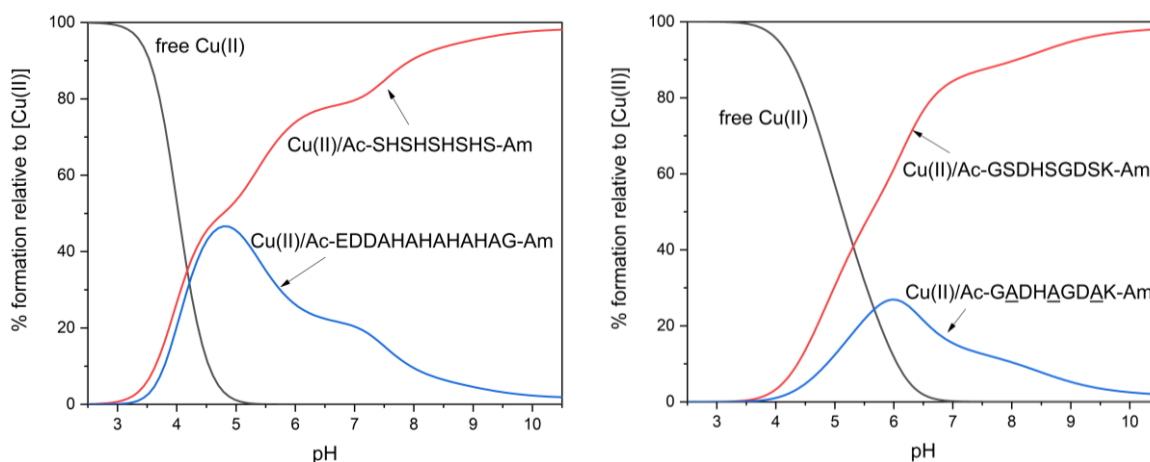 % formation relative to [Cu(II)]
100
80
60
40
20
0
free Cu(II)
Cu(II)/Ac-SHSHSHSHS-Am
Cu(II)/Ac-EDDAHAHAHAHAG-Am
3 4 5 6 7 8 9 10
pH
% formation relative to [Cu(II)]
100
80
60
40
20
0
free Cu(II)
Cu(II)/Ac-GSDHSGDSK-Am
Cu(II)/Ac-GADHAGDAK-Am
3 4 5 6 7 8 9 10
pH